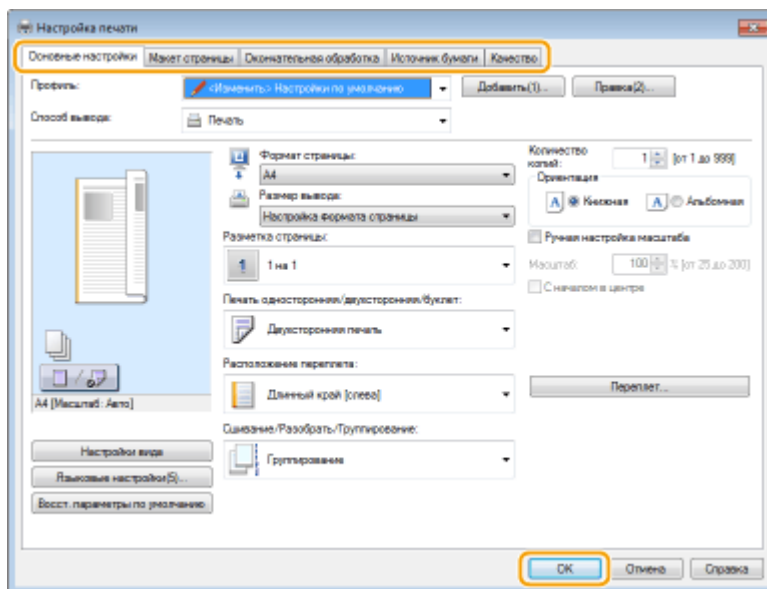 Настройка печати
Основные настройки Макет страницы Окончательная обработка Источник бумаги Качество
Профиль: <Изменить> Настройки по умолчанию Добавить(1)... Правка(2)...
Способ вывода: Печать
Формат страницы:
A4
Размер вывода:
Настройка формата страницы
Разметка страницы:
1
1 на 1
Печать односторонняя/двухсторонняя/буклет:
Двухсторонняя печать
Расположение переплета:
Длинный край [слева]
Сшивание/Разобрать/Группирование:
Группирование
Количество
копий:
1 [от 1 до 999]
Ориентация
A Книжная A Альбомная
Ручная настройка масштаба
Масштаб: 100 % [от 25 до 200]
С началом в центре
Переплет...
A4 [Масштаб: Авто]
Настройки вида
Языковые настройки(5)...
Восст. параметры по умолчанию
OK Отмена Справка